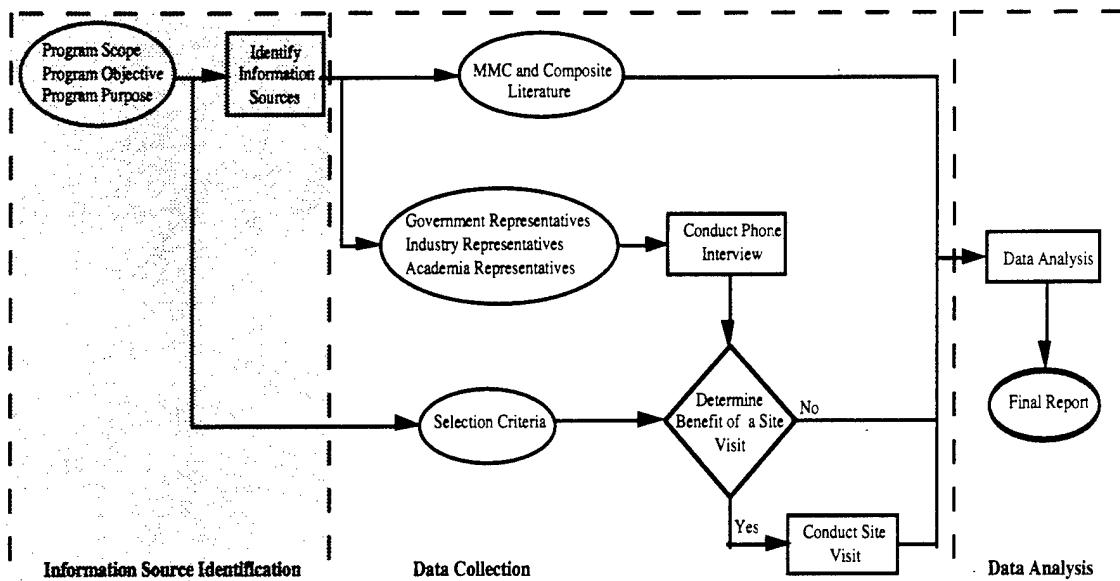 Program Scope
Program Objective
Program Purpose
Identify
Information
Sources
MMC and Composite
Literature
Government Representatives
Industry Representatives
Academia Representatives
Conduct Phone
Interview
Data Analysis
Selection Criteria
Determine
Benefit of a Site
Visit
No
Final Report
Yes
Conduct Site
Visit
Information Source Identification
Data Collection
Data Analysis